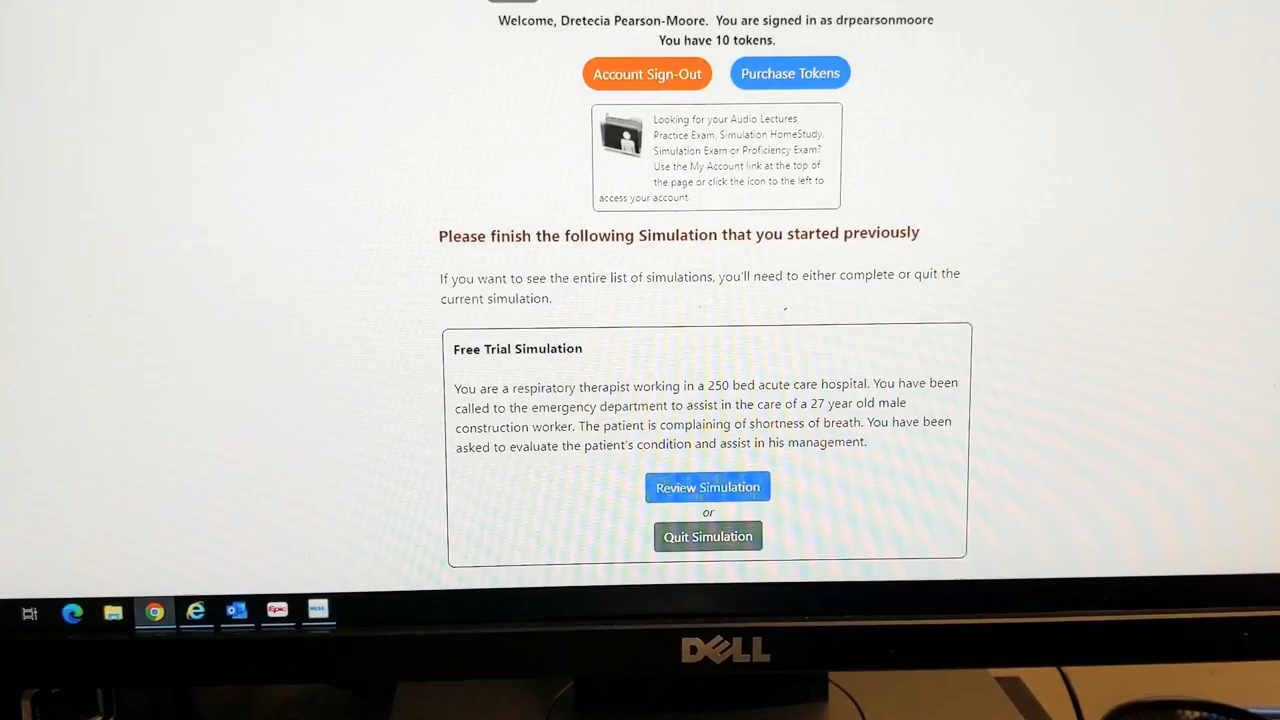 Welcome, Dretecia Pearson-Moore. You are signed in as drpearsonmoore
You have 10 tokens.
Account Sign-Out
Purchase Tokens
Looking for your Audio Lectures,
Practice Exam, Simulation HomeStudy,
Simulation Exam or Proficiency Exam?
Use the My Account link at the top of
the page or click the icon to the left to
access your account.
Please finish the following Simulation that you started previously
If you want to see the entire list of simulations, you'll need to either complete or quit the
current simulation.
Free Trial Simulation
You are a respiratory therapist working in a 250 bed acute care hospital. You have been
called to the emergency department to assist in the care of a 27 year old male
construction worker. The patient is complaining of shortness of breath. You have been
asked to evaluate the patient's condition and assist in his management.
Review Simulation
or
Quit Simulation
Epic
DELL